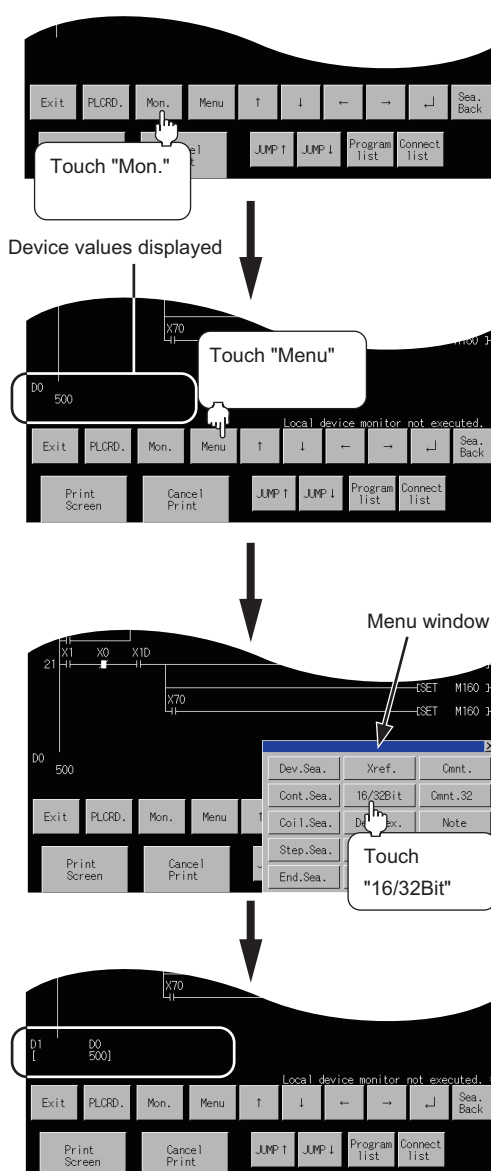 Exit PLCRD. Mon. Menu ↑ ↓ ← → ↵ Sea. Back
JUMP↑ JUMP↓ Program list Connect list
Touch "Mon."
Device values displayed
X70
Touch "Menu"
D0
500
Local device monitor not executed.
Exit PLCRD. Mon. Menu ↑ ↓ ← → ↵ Sea. Back
Print Screen Cancel Print JUMP↑ JUMP↓ Program list Connect list
Menu window
X1 X0 X1D
21
[SET M160 ]
X70
[SET M160 ]
D0
500
Dev.Sea. Xref. Cmnt.
Cont.Sea. 16/32Bit Cmnt.32
Coil.Sea. Note
Step.Sea.
End.Sea.
Exit PLCRD. Mon. Menu
Print Screen Cancel Print
Touch
"16/32Bit"
X70
D1 D0
[ 500]
Local device monitor not executed.
Exit PLCRD. Mon. Menu ↑ ↓ ← → ↵ Sea. Back
Print Screen Cancel Print JUMP↑ JUMP↓ Program list Connect list